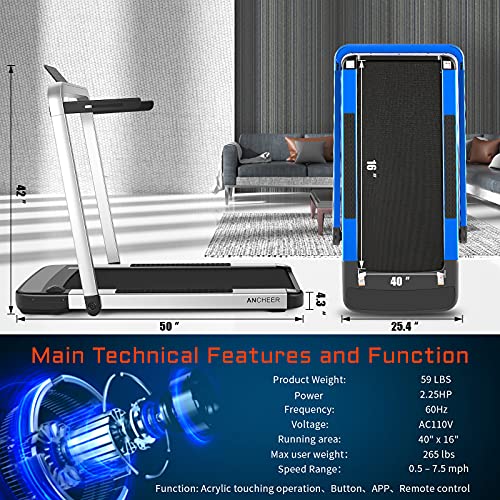 42 "
16 "
40 "
ANCHEER
4.3 "
50 "
25.4 "
Main Technical Features and Function
Product Weight: 59 LBS
Power 2.25HP
Frequency: 60Hz
Voltage: AC110V
Running area: 40" x 16"
Max user weight: 265 lbs
Speed Range: 0.5 – 7.5 mph
Function: Acrylic touching operation、Button、APP、Remote control